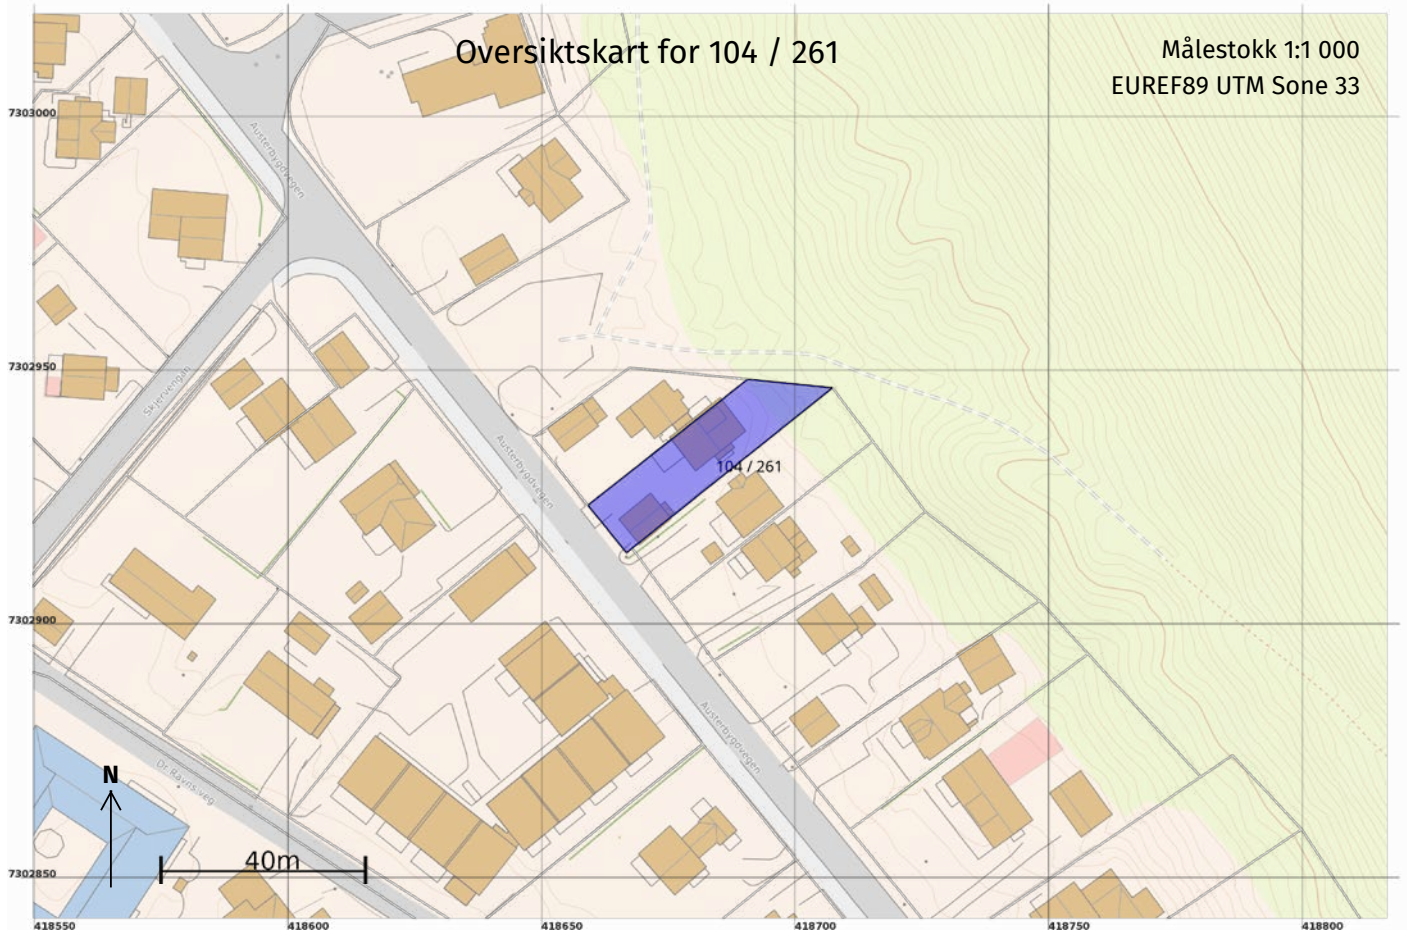 Oversiktskart for 104 / 261
Målestokk 1:1 000
EUREF89 UTM Sone 33
7303000
Austerbygdvegen
7302950
Skjervengan
Austerbygdvegen
104 / 261
7302900
Austerbygdvegen
Dr. Ravns veg
N
40m
7302850
418550
418600
418650
418700
418750
418800